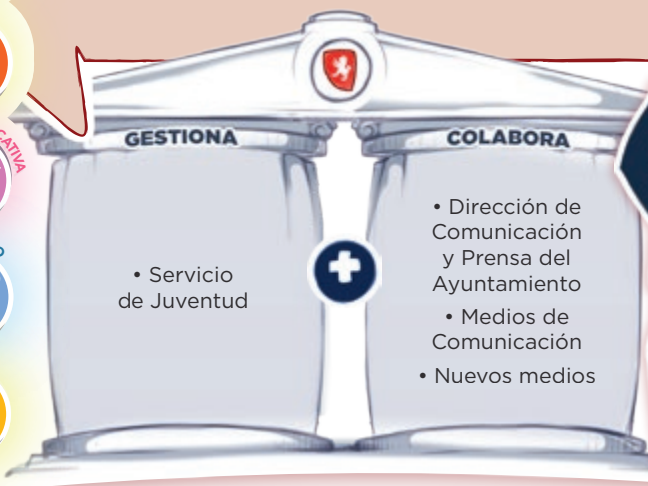 GESTIONA
• Servicio
de Juventud
COLABORA
• Dirección de
Comunicación
y Prensa del
Ayuntamiento
• Medios de
Comunicación
• Nuevos medios